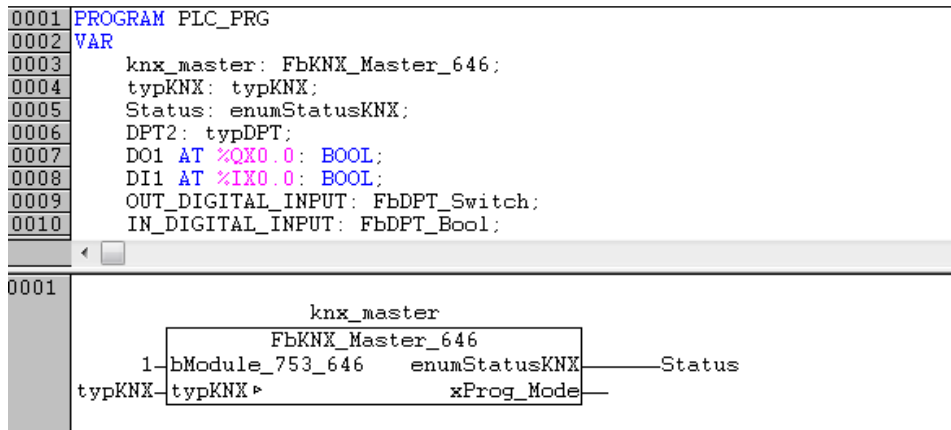 0001 PROGRAM PLC_PRG
0002 VAR
0003 knx_master: FbKNX_Master_646;
0004 typKNX: typKNX;
0005 Status: enumStatusKNX;
0006 DPT2: typDPT;
0007 DO1 AT %QX0.0: BOOL;
0008 DI1 AT %IX0.0: BOOL;
0009 OUT_DIGITAL_INPUT: FbDPT_Switch;
0010 IN_DIGITAL_INPUT: FbDPT_Bool;
0001
knx_master
FbKNX_Master_646
1 bModule_753_646 enumStatusKNX Status
typKNX typKNX xProg_Mode